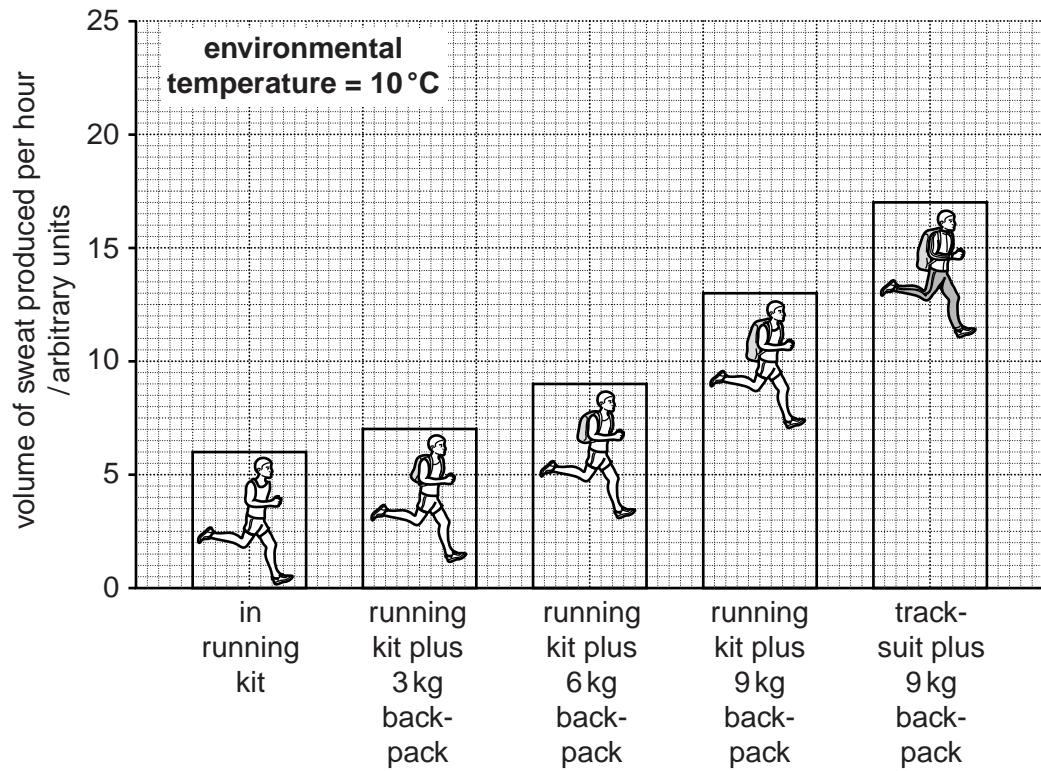 25
environmental
temperature = 10 °C
20
15
10
5
0
volume of sweat produced per hour
/ arbitrary units
in
running
kit
running
kit plus
3 kg
back-
pack
running
kit plus
6 kg
back-
pack
running
kit plus
9 kg
back-
pack
track-
suit plus
9 kg
back-
pack